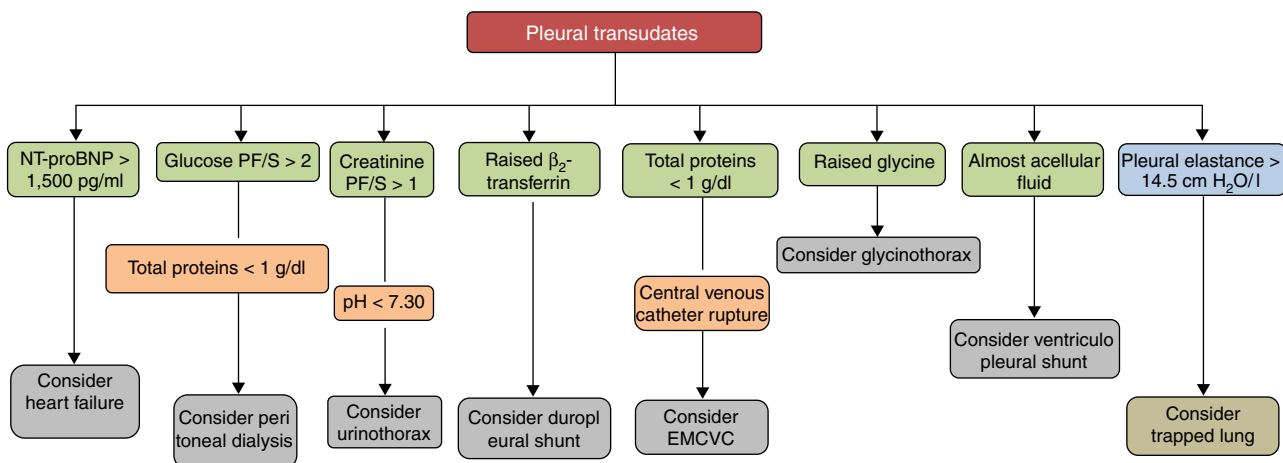 Pleural transudates
NT-proBNP >
1,500 pg/ml
Glucose PF/S > 2
Creatinine
PF/S > 1
Raised β₂-
transferrin
Total proteins
< 1 g/dl
Raised glycine
Almost acellular
fluid
Pleural elastance >
14.5 cm H₂O/l
Total proteins < 1 g/dl
pH < 7.30
Central venous
catheter rupture
Consider glycinothorax
Consider ventriculo
pleural shunt
Consider
heart failure
Consider peri
toneal dialysis
Consider
urinothorax
Consider duropl
eural shunt
Consider
EMCVC
Consider
trapped lung